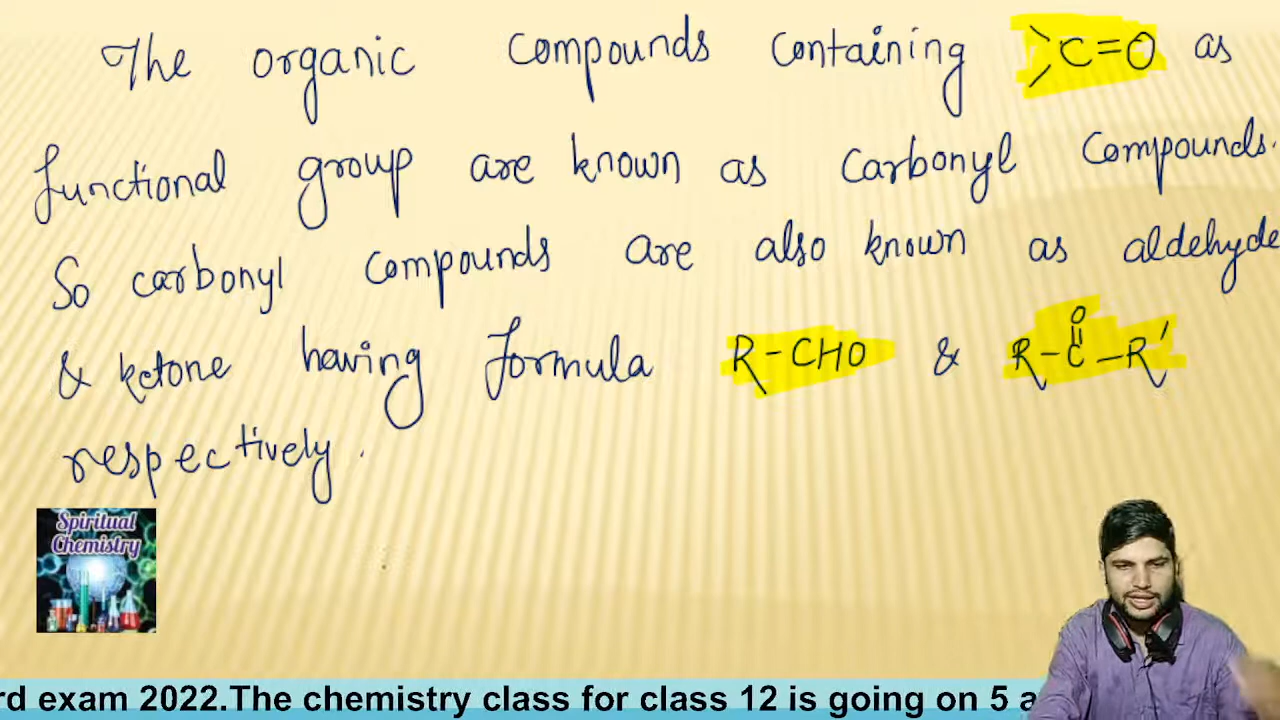 The organic compounds containing >C=O as
functional group are known as Carbonyl Compounds.
So carbonyl compounds are also known as aldehyde
& ketone having formula R-CHO & R-C-R'
O
respectively.
Spiritual
Chemistry
rd exam 2022.The chemistry class for class 12 is going on 5 a